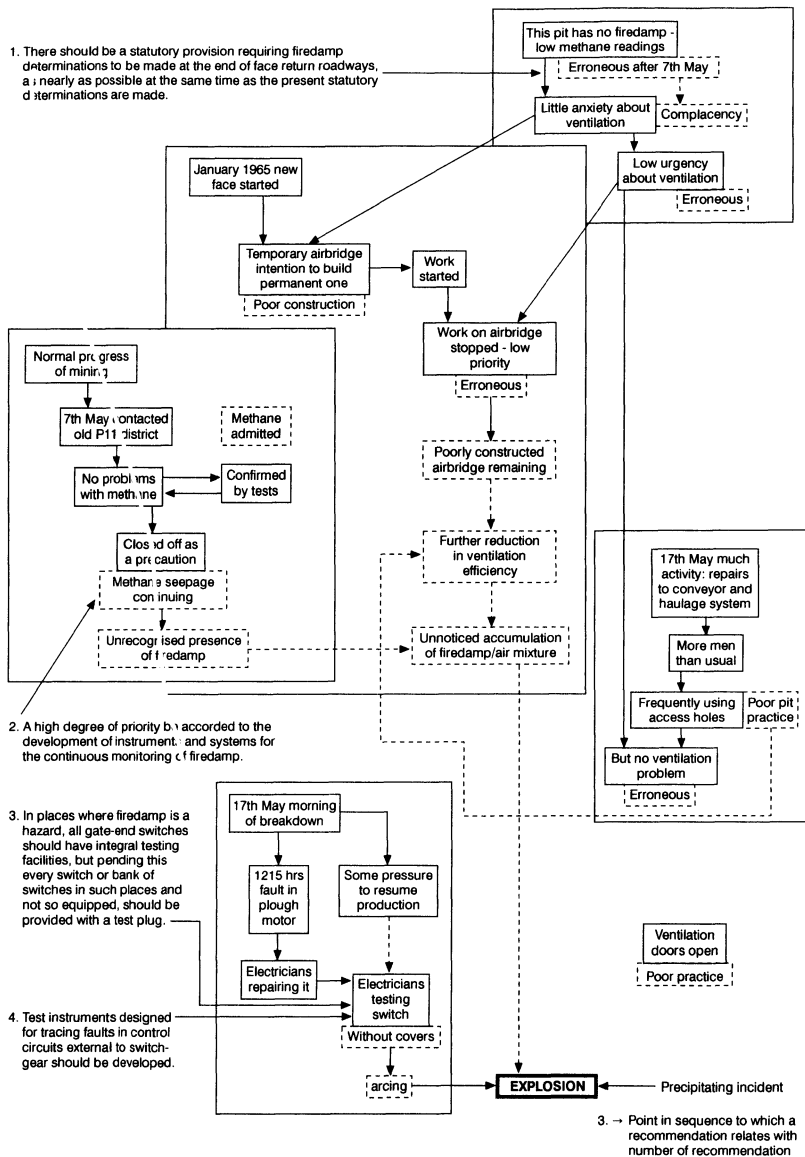 This pit has no firedamp -
low methane readings
Erroneous after 7th May
1. There should be a statutory provision requiring firedamp
determinations to be made at the end of face return roadways,
as nearly as possible at the same time as the present statutory
determinations are made.
Little anxiety about
ventilation
Complacency
Low urgency
about ventilation
Erroneous
January 1965 new
face started
Temporary airbridge
intention to build
permanent one
Poor construction
Work
started
Work on airbridge
stopped - low
priority
Erroneous
Poorly constructed
airbridge remaining
Further reduction
in ventilation
efficiency
Unnoticed accumulation
of firedamp/air mixture
Normal progress
of mining
7th May contacted
old P11 district
Methane
admitted
No problems
with methane
Confirmed
by tests
Closed off as
a precaution
Methane seepage
continuing
Unrecognised presence
of firedamp
17th May much
activity: repairs
to conveyor and
haulage system
More men
than usual
Frequently using
access holes
Poor pit
practice
But no ventilation
problem
Erroneous
2. A high degree of priority be accorded to the
development of instruments and systems for
the continuous monitoring of firedamp.
3. In places where firedamp is a
hazard, all gate-end switches
should have integral testing
facilities, but pending this
every switch or bank of
switches in such places and
not so equipped, should be
provided with a test plug.
17th May morning
of breakdown
1215 hrs
fault in
plough
motor
Some pressure
to resume
production
Electricians
repairing it
Electricians
testing
switch
Without covers
arcing
4. Test instruments designed
for tracing faults in control
circuits external to switch-
gear should be developed.
Ventilation
doors open
Poor practice
EXPLOSION
Precipitating incident
3. → Point in sequence to which a
recommendation relates with
number of recommendation